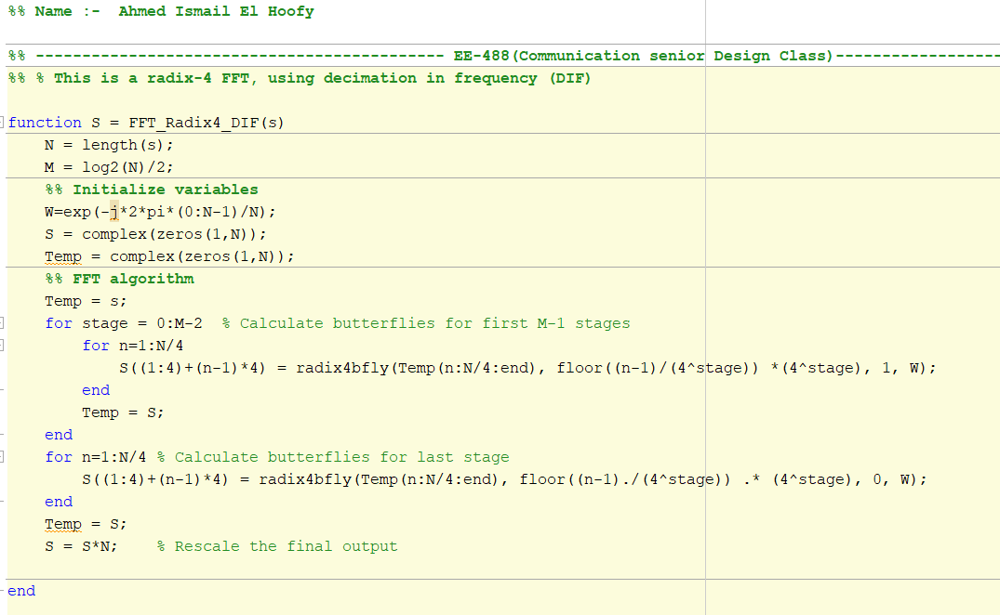 %% Name :-  Ahmed Ismail El Hoofy
%% -------------------------------------------- EE-488(Communication senior Design Class)------------------
%% % This is a radix-4 FFT, using decimation in frequency (DIF)
function S = FFT_Radix4_DIF(s)
    N = length(s);
    M = log2(N)/2;
    %% Initialize variables
    W=exp(-j*2*pi*(0:N-1)/N);
    S = complex(zeros(1,N));
    Temp = complex(zeros(1,N));
    %% FFT algorithm
    Temp = s;
    for stage = 0:M-2  % Calculate butterflies for first M-1 stages
        for n=1:N/4
            S((1:4)+(n-1)*4) = radix4bfly(Temp(n:N/4:end), floor((n-1)/(4^stage)) *(4^stage), 1, W);
        end
        Temp = S;
    end
    for n=1:N/4 % Calculate butterflies for last stage
        S((1:4)+(n-1)*4) = radix4bfly(Temp(n:N/4:end), floor((n-1)./(4^stage)) .* (4^stage), 0, W);
    end
    Temp = S;
    S = S*N;    % Rescale the final output
end